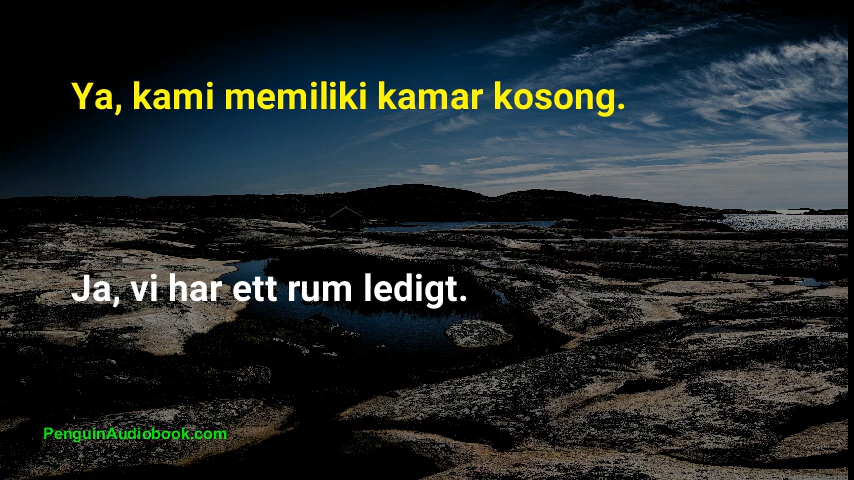 Ya, kami memiliki kamar kosong.
Ja, vi har ett rum ledigt.
PenguinAudiobook.com